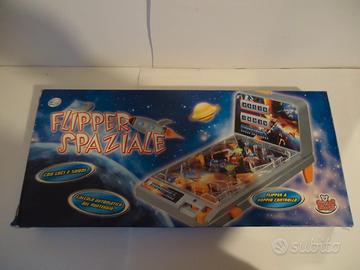 FLIPPER
SPAZIALE
CON LUCI E SUONI
CALCOLO AUTOMATICO
DEL PUNTEGGIO
FLIPPER A
DOPPIO CONTROLLO
subito